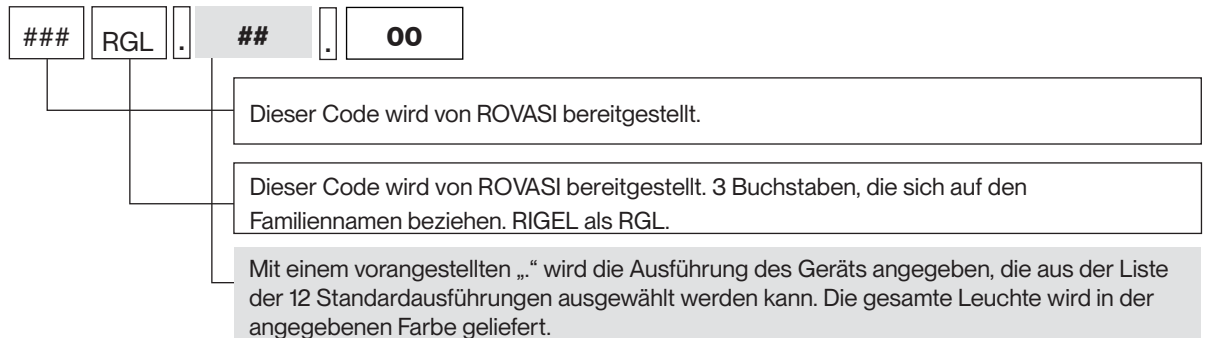 ### RGL . ## . 00
Dieser Code wird von ROVASI bereitgestellt.
Dieser Code wird von ROVASI bereitgestellt. 3 Buchstaben, die sich auf den
Familiennamen beziehen. RIGEL als RGL.
Mit einem vorangestellten „.“ wird die Ausführung des Geräts angegeben, die aus der Liste
der 12 Standardausführungen ausgewählt werden kann. Die gesamte Leuchte wird in der
angegebenen Farbe geliefert.